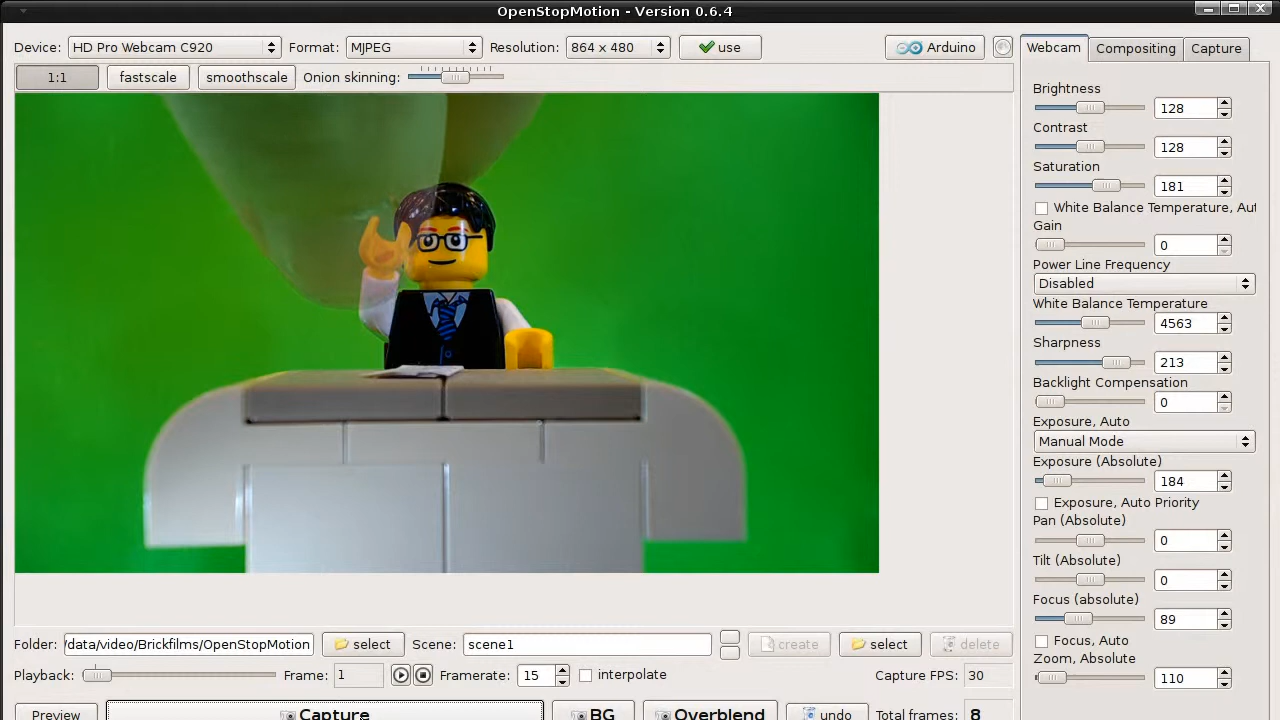 OpenStopMotion - Version 0.6.4
Device: HD Pro Webcam C920 Format: MJPEG Resolution: 864 x 480 use Arduino
Webcam Compositing Capture
1:1 fastscale smoothscale Onion skinning:
Brightness
128
Contrast
128
Saturation
181
White Balance Temperature, Aut
Gain
0
Power Line Frequency
Disabled
White Balance Temperature
4563
Sharpness
213
Backlight Compensation
0
Exposure, Auto
Manual Mode
Exposure (Absolute)
184
Exposure, Auto Priority
Pan (Absolute)
0
Tilt (Absolute)
0
Focus (absolute)
89
Focus, Auto
Zoom, Absolute
110
Folder: /data/video/Brickfilms/OpenStopMotion select Scene: scene1 create select delete
Playback: Frame: 1 Framerate: 15 interpolate Capture FPS: 30
Preview Capture BG Overblend undo Total frames: 8